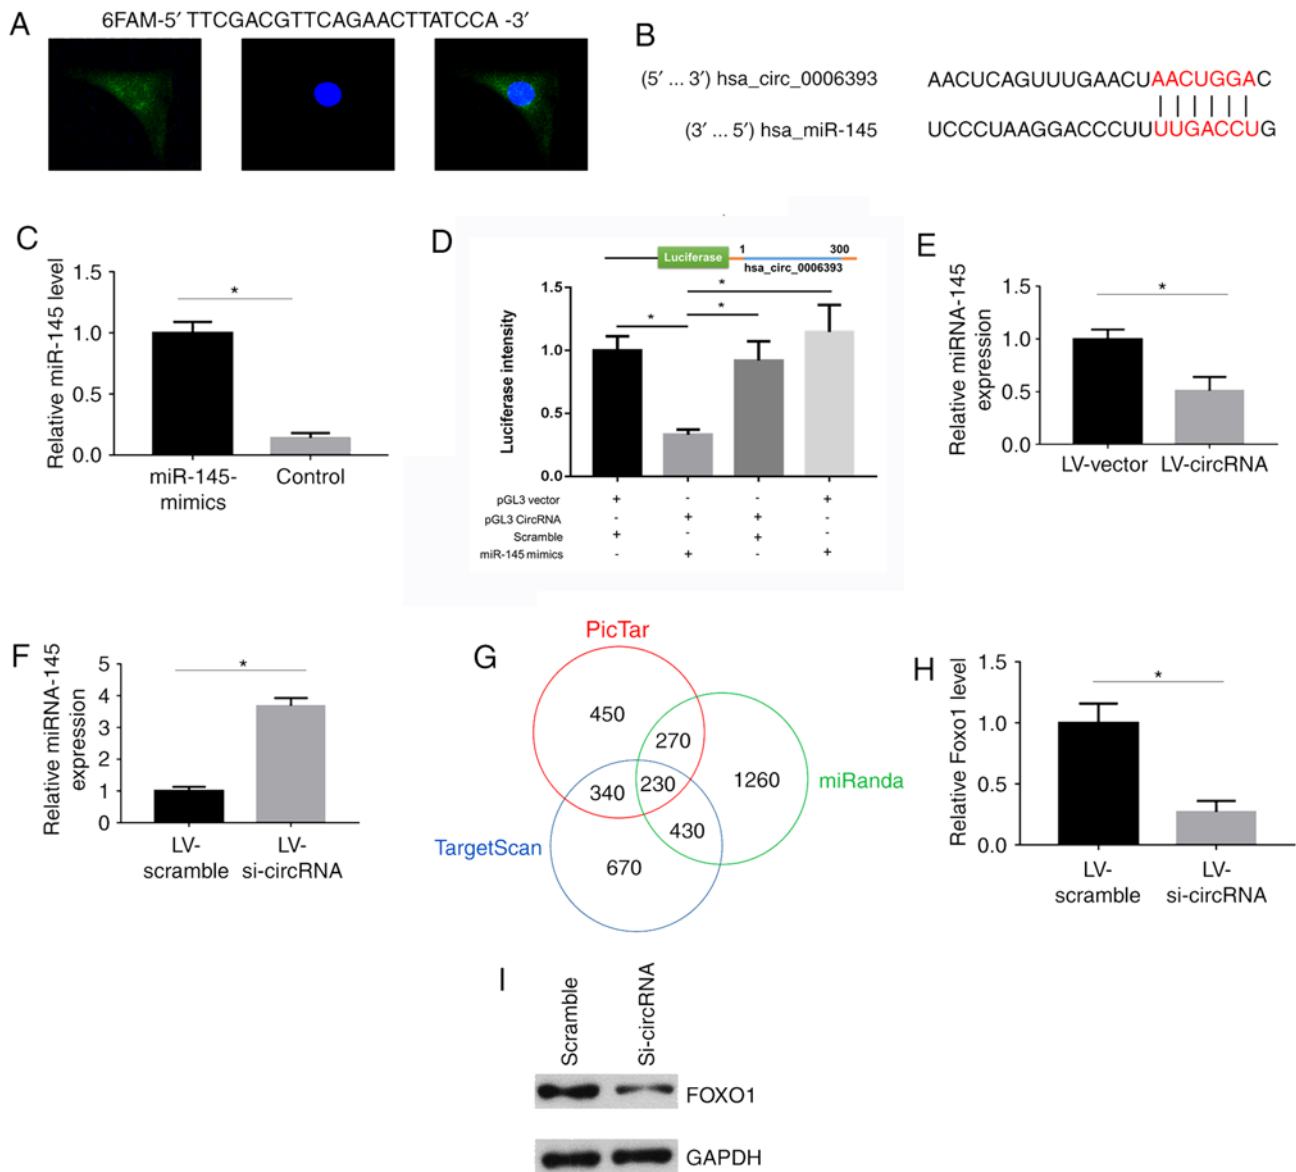 A
6FAM-5′ TTCGACGTTCAGAACTTATCCA -3′
B
(5′ ... 3′) hsa_circ_0006393 AACUCAGUUUGAACUAACUGGAC
(3′ ... 5′) hsa_miR-145 UCCCUAAGGACCCUUUUGACCUG
C
Relative miR-145 level
1.5
1.0
0.5
0.0
*
miR-145-
mimics
Control
D
Luciferase
1
300
hsa_circ_0006393
Luciferase intensity
1.5
1.0
0.5
0.0
*
*
*
pGL3 vector + - - +
pGL3 CircRNA - + + -
Scramble + - + -
miR-145 mimics - + - +
E
Relative miRNA-145
expression
1.5
1.0
0.5
0.0
*
LV-vector LV-circRNA
F
Relative miRNA-145
expression
5
4
3
2
1
0
*
LV-
scramble
LV-
si-circRNA
G
PicTar
450
270
1260
miRanda
340
230
430
TargetScan
670
H
Relative Foxo1 level
1.5
1.0
0.5
0.0
*
LV-
scramble
LV-
si-circRNA
I
Scramble
Si-circRNA
FOXO1
GAPDH